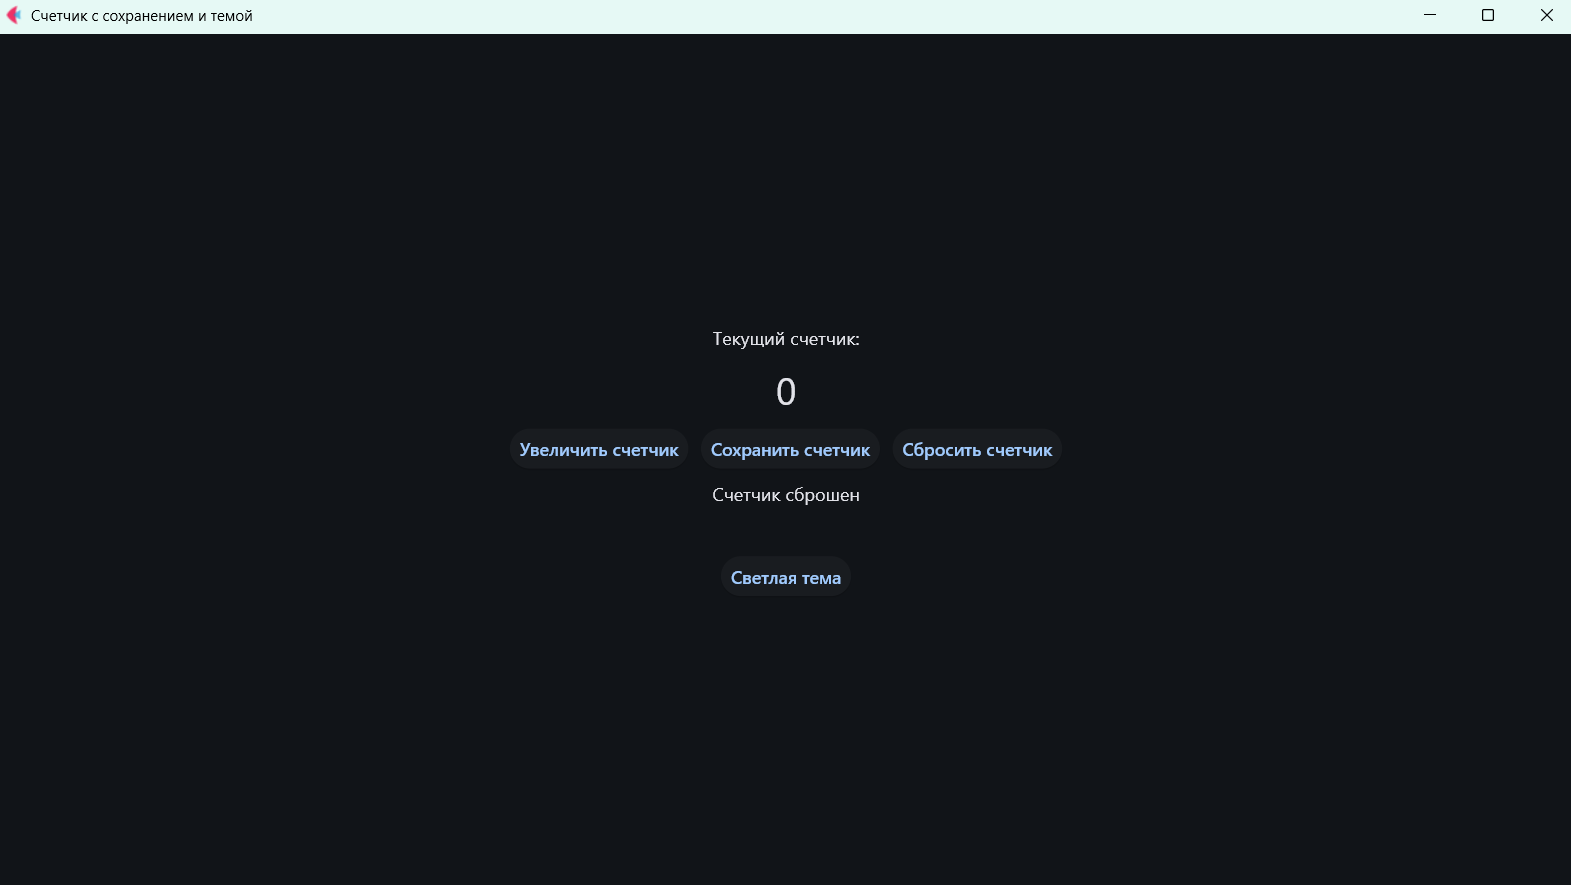 Счетчик с сохранением и темой
Текущий счетчик:
0
Увеличить счетчик Сохранить счетчик Сбросить счетчик
Счетчик сброшен
Светлая тема